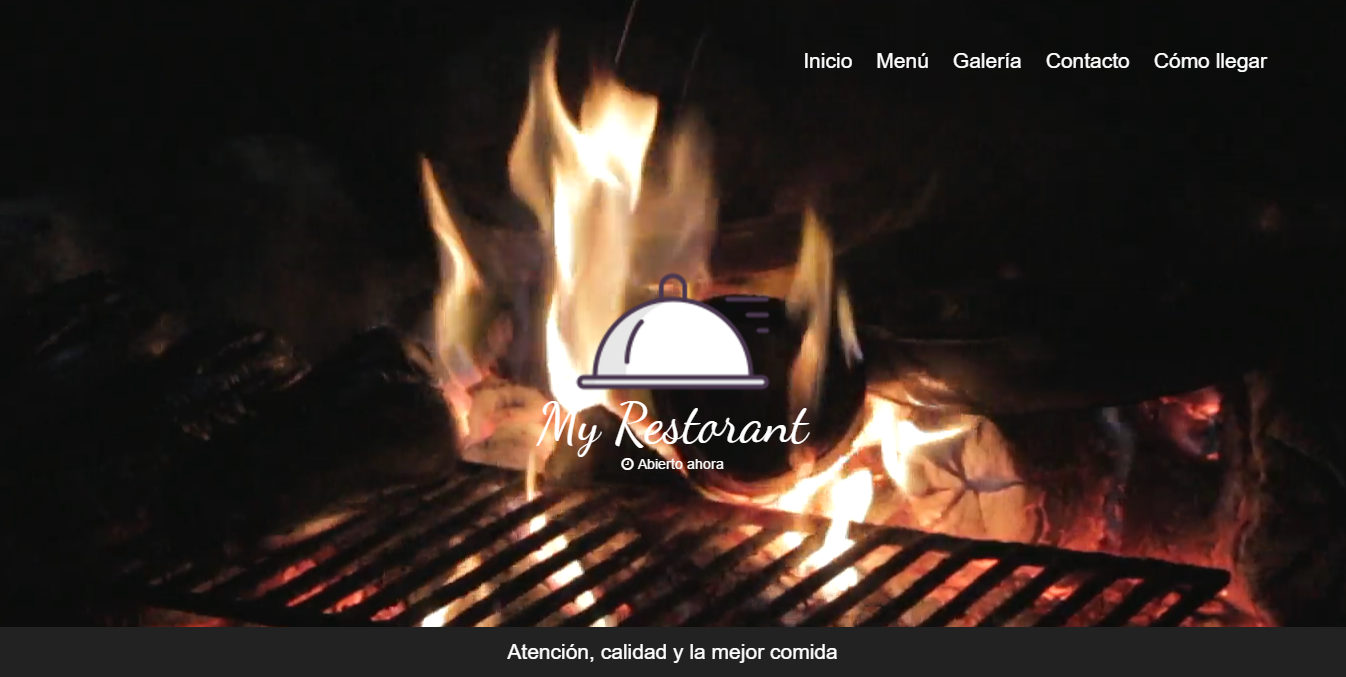 Inicio Menú Galería Contacto Cómo llegar
My Restorant
Abierto ahora
Atención, calidad y la mejor comida